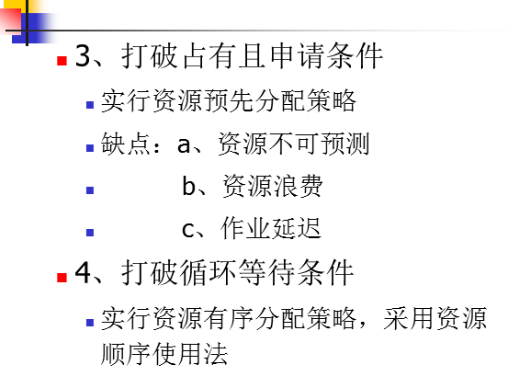 3、打破占有且申请条件
实行资源预先分配策略
缺点：a、资源不可预测
b、资源浪费
c、作业延迟
4、打破循环等待条件
实行资源有序分配策略，采用资源
顺序使用法